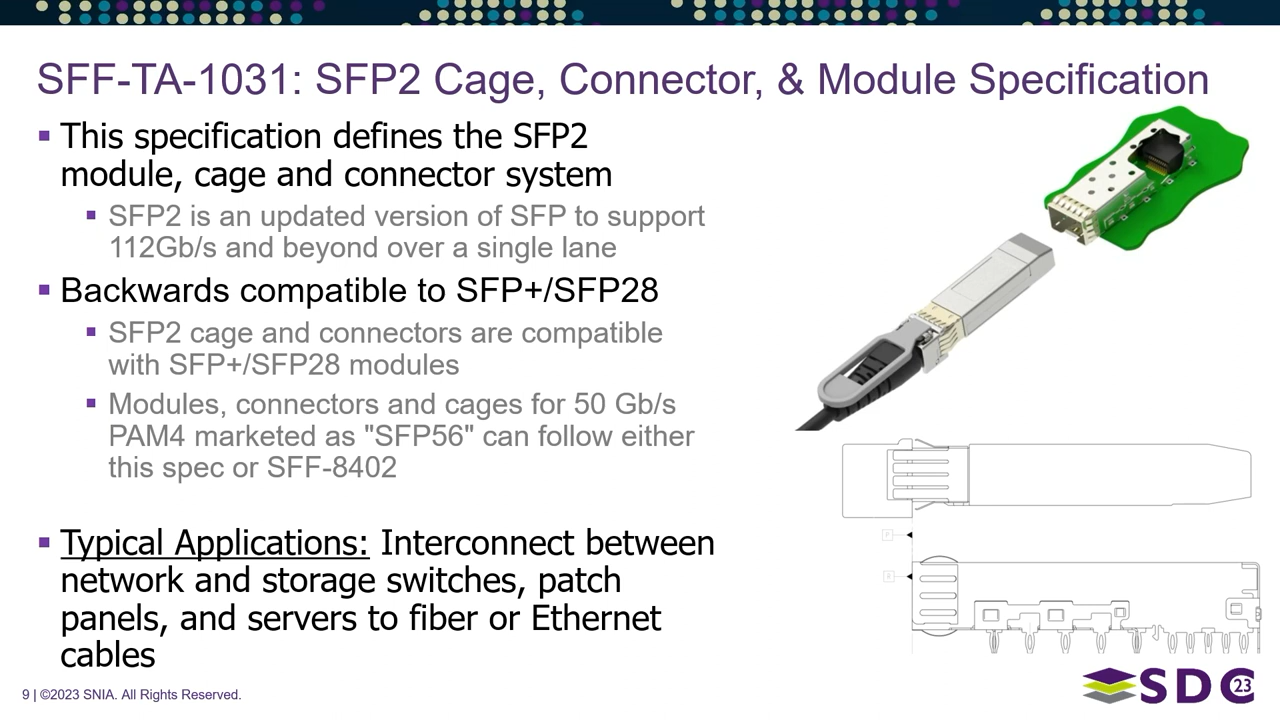 SFF-TA-1031: SFP2 Cage, Connector, & Module Specification
This specification defines the SFP2
module, cage and connector system
SFP2 is an updated version of SFP to support
112Gb/s and beyond over a single lane
Backwards compatible to SFP+/SFP28
SFP2 cage and connectors are compatible
with SFP+/SFP28 modules
Modules, connectors and cages for 50 Gb/s
PAM4 marketed as "SFP56" can follow either
this spec or SFF-8402
Typical Applications: Interconnect between
network and storage switches, patch
panels, and servers to fiber or Ethernet
cables
9 | ©2023 SNIA. All Rights Reserved.
SDC 23